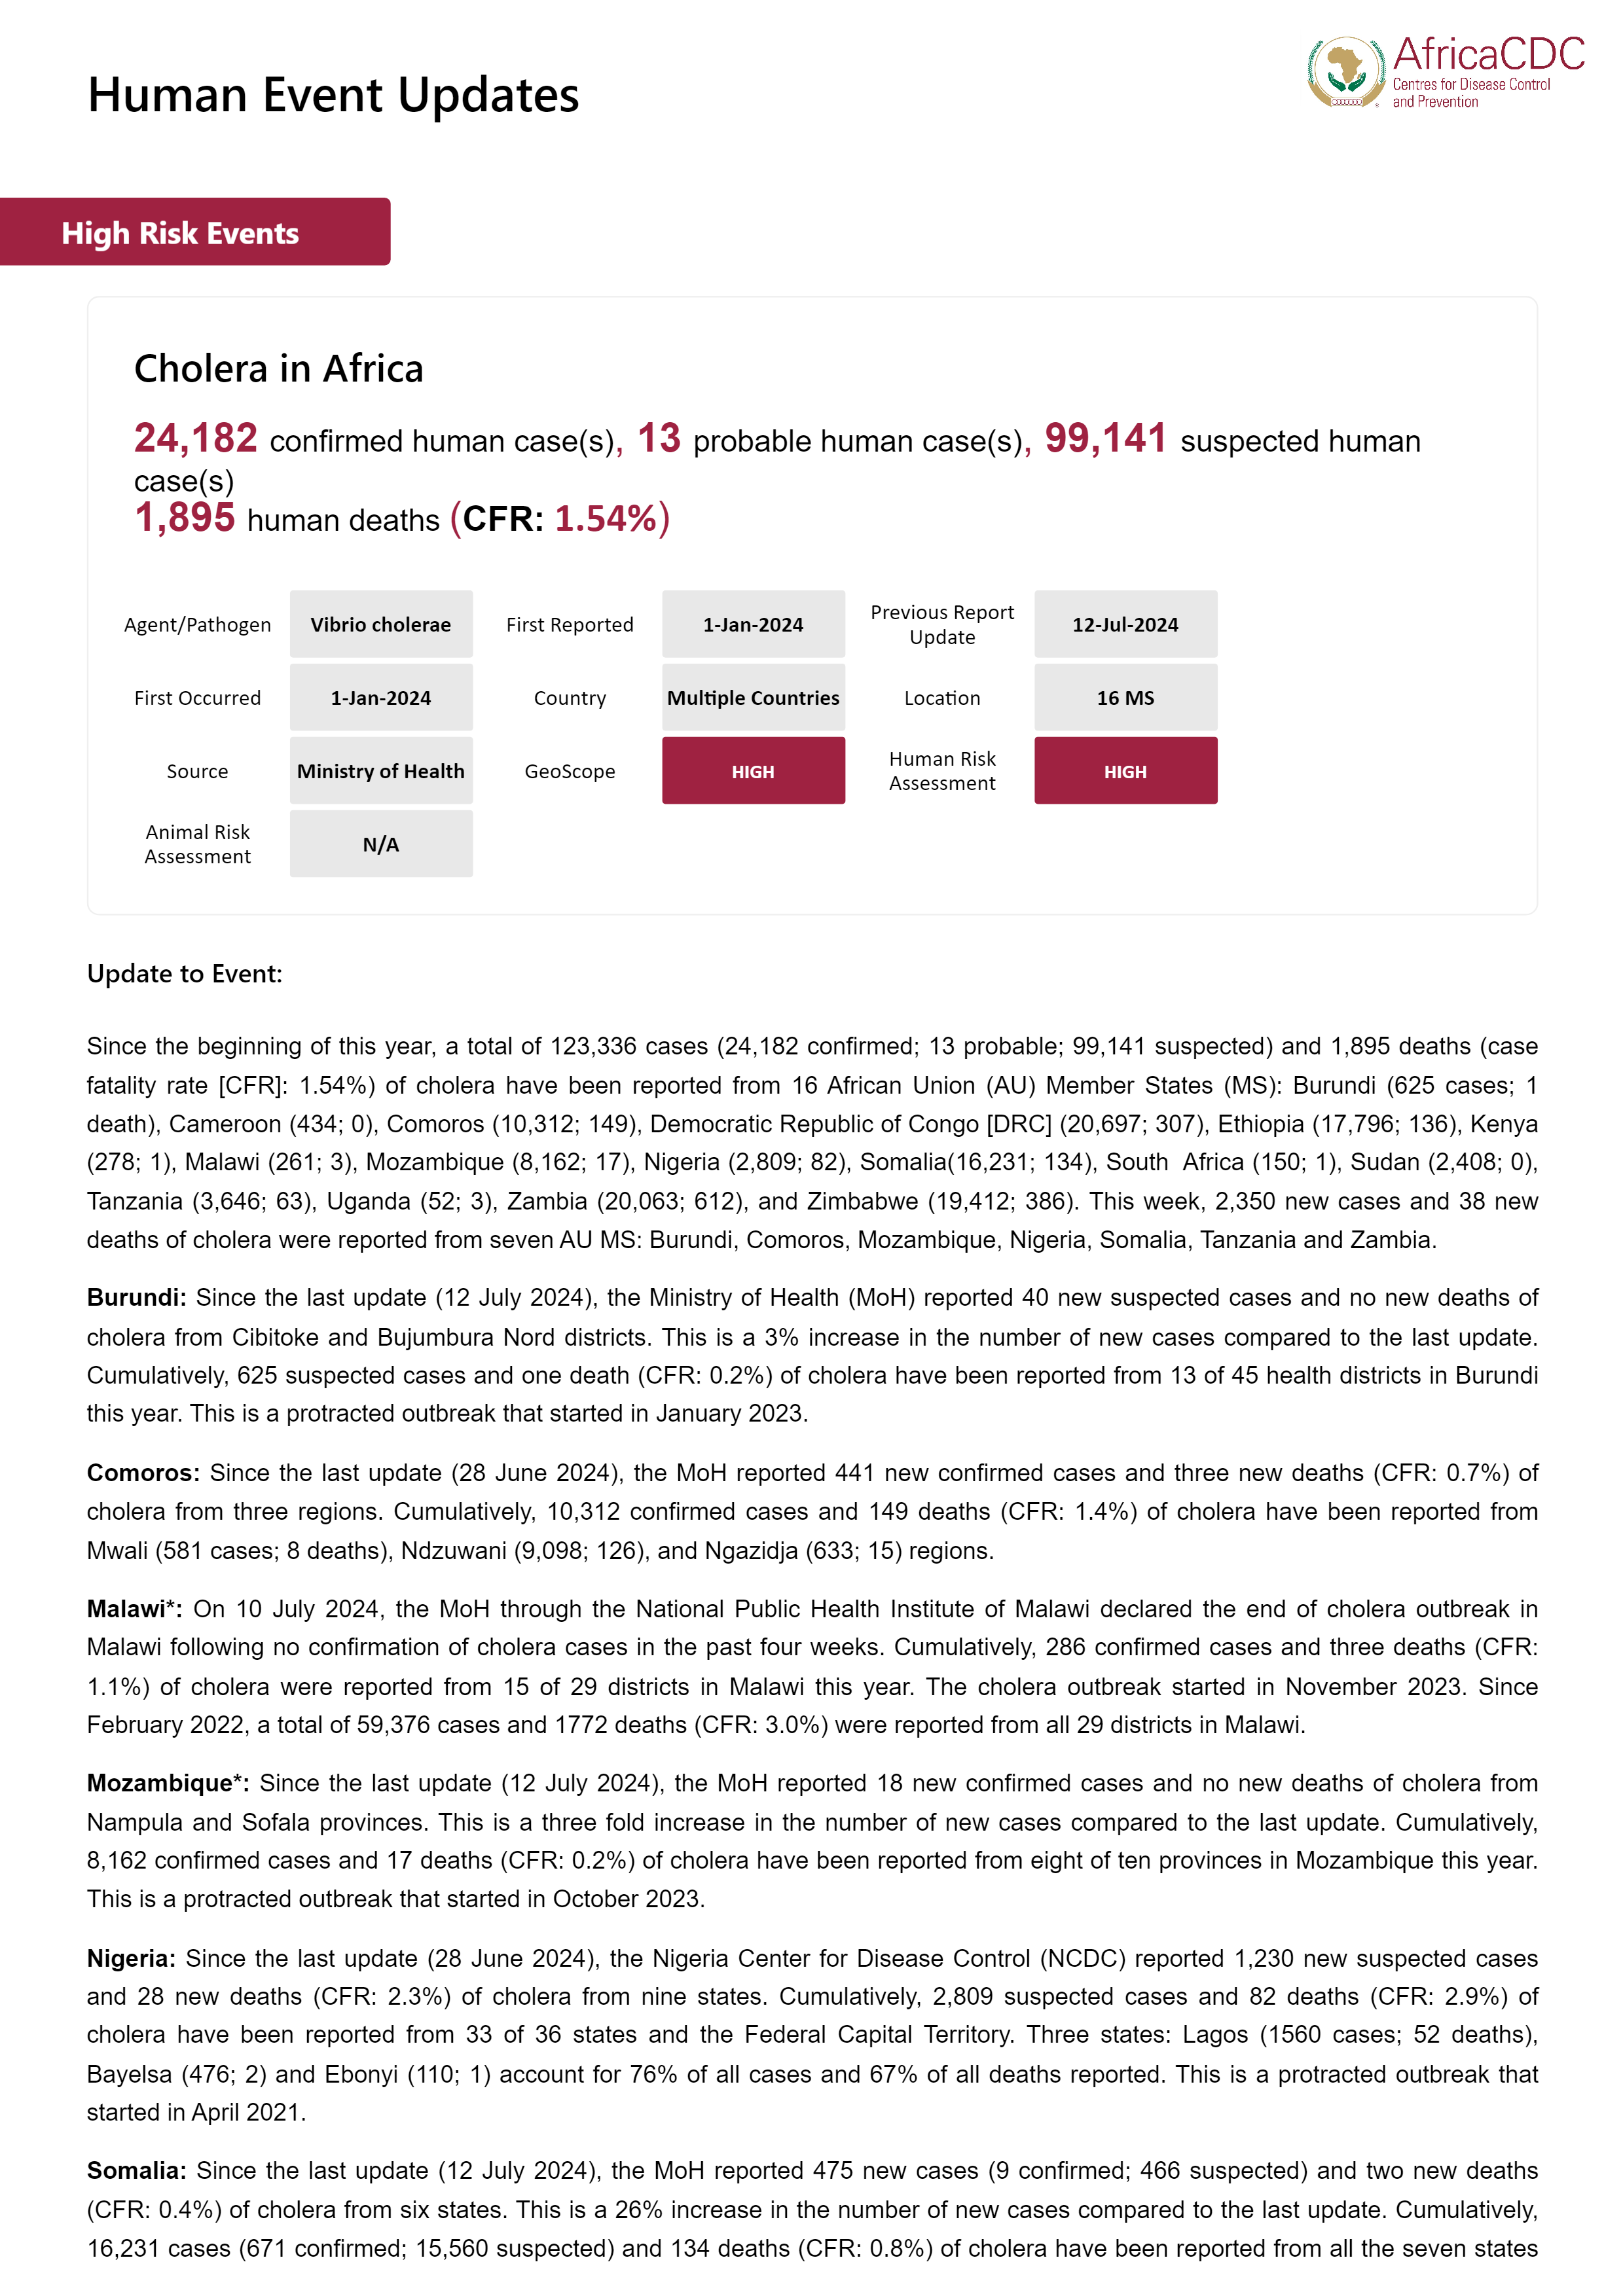 AfricaCDC
Centres for Disease Control
and Prevention
Human Event Updates
High Risk Events
Cholera in Africa
24,182 confirmed human case(s), 13 probable human case(s), 99,141 suspected human
case(s)
1,895 human deaths (CFR: 1.54%)
Agent/Pathogen Vibrio cholerae First Reported 1-Jan-2024 Previous Report Update 12-Jul-2024
First Occurred 1-Jan-2024 Country Multiple Countries Location 16 MS
Source Ministry of Health GeoScope HIGH Human Risk Assessment HIGH
Animal Risk Assessment N/A
Update to Event:
Since the beginning of this year, a total of 123,336 cases (24,182 confirmed; 13 probable; 99,141 suspected) and 1,895 deaths (case
fatality rate [CFR]: 1.54%) of cholera have been reported from 16 African Union (AU) Member States (MS): Burundi (625 cases; 1
death), Cameroon (434; 0), Comoros (10,312; 149), Democratic Republic of Congo [DRC] (20,697; 307), Ethiopia (17,796; 136), Kenya
(278; 1), Malawi (261; 3), Mozambique (8,162; 17), Nigeria (2,809; 82), Somalia(16,231; 134), South Africa (150; 1), Sudan (2,408; 0),
Tanzania (3,646; 63), Uganda (52; 3), Zambia (20,063; 612), and Zimbabwe (19,412; 386). This week, 2,350 new cases and 38 new
deaths of cholera were reported from seven AU MS: Burundi, Comoros, Mozambique, Nigeria, Somalia, Tanzania and Zambia.
Burundi: Since the last update (12 July 2024), the Ministry of Health (MoH) reported 40 new suspected cases and no new deaths of
cholera from Cibitoke and Bujumbura Nord districts. This is a 3% increase in the number of new cases compared to the last update.
Cumulatively, 625 suspected cases and one death (CFR: 0.2%) of cholera have been reported from 13 of 45 health districts in Burundi
this year. This is a protracted outbreak that started in January 2023.
Comoros: Since the last update (28 June 2024), the MoH reported 441 new confirmed cases and three new deaths (CFR: 0.7%) of
cholera from three regions. Cumulatively, 10,312 confirmed cases and 149 deaths (CFR: 1.4%) of cholera have been reported from
Mwali (581 cases; 8 deaths), Ndzuwani (9,098; 126), and Ngazidja (633; 15) regions.
Malawi*: On 10 July 2024, the MoH through the National Public Health Institute of Malawi declared the end of cholera outbreak in
Malawi following no confirmation of cholera cases in the past four weeks. Cumulatively, 286 confirmed cases and three deaths (CFR:
1.1%) of cholera were reported from 15 of 29 districts in Malawi this year. The cholera outbreak started in November 2023. Since
February 2022, a total of 59,376 cases and 1772 deaths (CFR: 3.0%) were reported from all 29 districts in Malawi.
Mozambique*: Since the last update (12 July 2024), the MoH reported 18 new confirmed cases and no new deaths of cholera from
Nampula and Sofala provinces. This is a three fold increase in the number of new cases compared to the last update. Cumulatively,
8,162 confirmed cases and 17 deaths (CFR: 0.2%) of cholera have been reported from eight of ten provinces in Mozambique this year.
This is a protracted outbreak that started in October 2023.
Nigeria: Since the last update (28 June 2024), the Nigeria Center for Disease Control (NCDC) reported 1,230 new suspected cases
and 28 new deaths (CFR: 2.3%) of cholera from nine states. Cumulatively, 2,809 suspected cases and 82 deaths (CFR: 2.9%) of
cholera have been reported from 33 of 36 states and the Federal Capital Territory. Three states: Lagos (1560 cases; 52 deaths),
Bayelsa (476; 2) and Ebonyi (110; 1) account for 76% of all cases and 67% of all deaths reported. This is a protracted outbreak that
started in April 2021.
Somalia: Since the last update (12 July 2024), the MoH reported 475 new cases (9 confirmed; 466 suspected) and two new deaths
(CFR: 0.4%) of cholera from six states. This is a 26% increase in the number of new cases compared to the last update. Cumulatively,
16,231 cases (671 confirmed; 15,560 suspected) and 134 deaths (CFR: 0.8%) of cholera have been reported from all the seven states